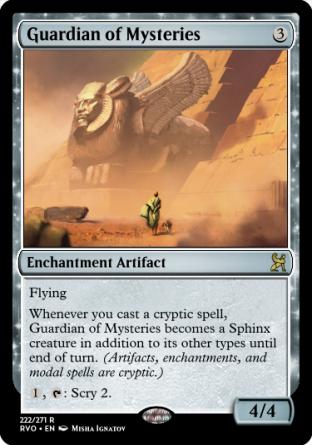 Guardian of Mysteries 3
Enchantment Artifact
Flying
Whenever you cast a cryptic spell,
Guardian of Mysteries becomes a Sphinx
creature in addition to its other types until
end of turn. (Artifacts, enchantments, and
modal spells are cryptic.)
1, : Scry 2.
4/4
222/271 R
RVO • EN Misha Ignatov